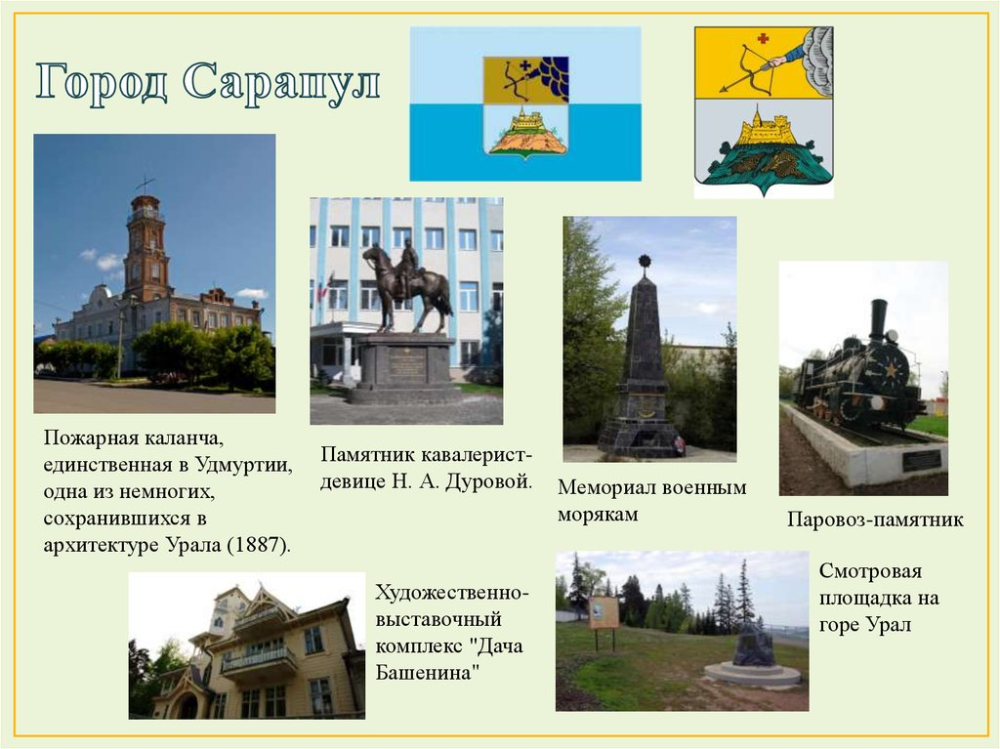 Город Сарапул
Пожарная каланча,
единственная в Удмуртии,
одна из немногих,
сохранившихся в
архитектуре Урала (1887).
Памятник кавалерист-
девице Н. А. Дуровой.
Мемориал военным
морякам
Паровоз-памятник
Художественно-
выставочный
комплекс "Дача
Башенина"
Смотровая
площадка на
горе Урал